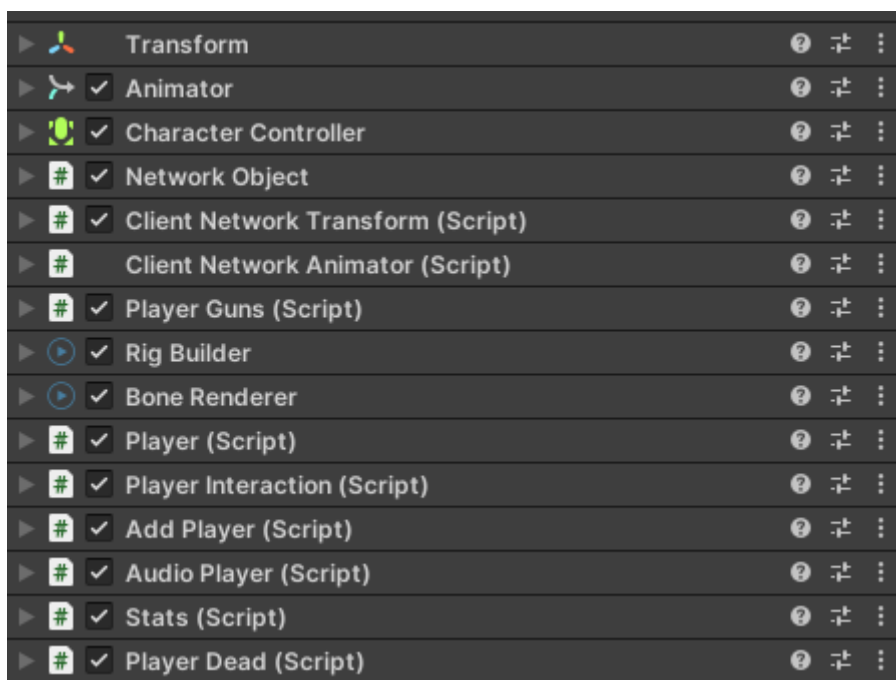 Transform
Animator
Character Controller
# Network Object
# Client Network Transform (Script)
# Client Network Animator (Script)
# Player Guns (Script)
Rig Builder
Bone Renderer
# Player (Script)
# Player Interaction (Script)
# Add Player (Script)
# Audio Player (Script)
# Stats (Script)
# Player Dead (Script)